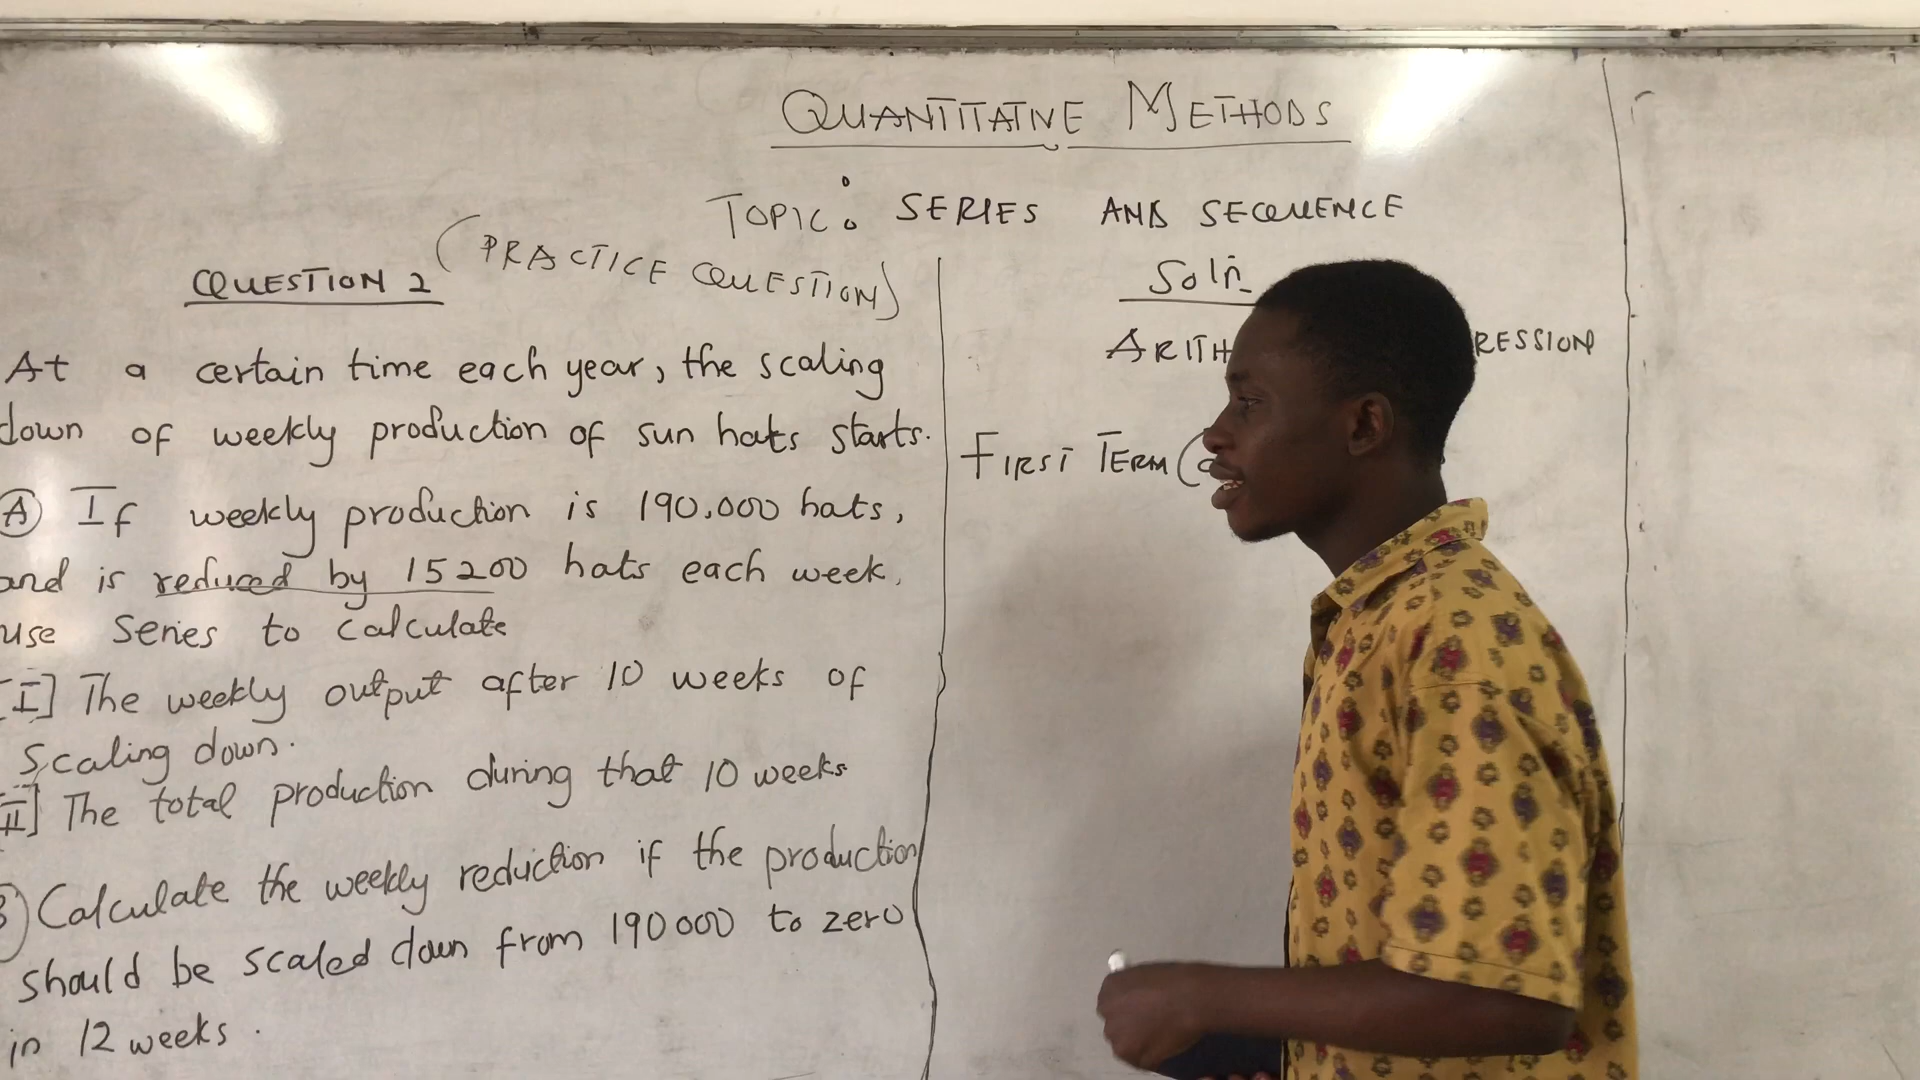 QUANTITATIVE METHODS
TOPIC: SERIES AND SEQUENCE
QUESTION 2 (PRACTICE QUESTION)
At a certain time each year, the scaling
down of weekly production of sun hats starts.
(A) If weekly production is 190,000 hats,
and is reduced by 15200 hats each week,
use series to calculate
[I] The weekly output after 10 weeks of
scaling down.
[II] The total production during that 10 weeks
Calculate the weekly reduction if the production
should be scaled down from 190000 to zero
in 12 weeks.
Soln
ARITH RESSION
FIRST TERM (